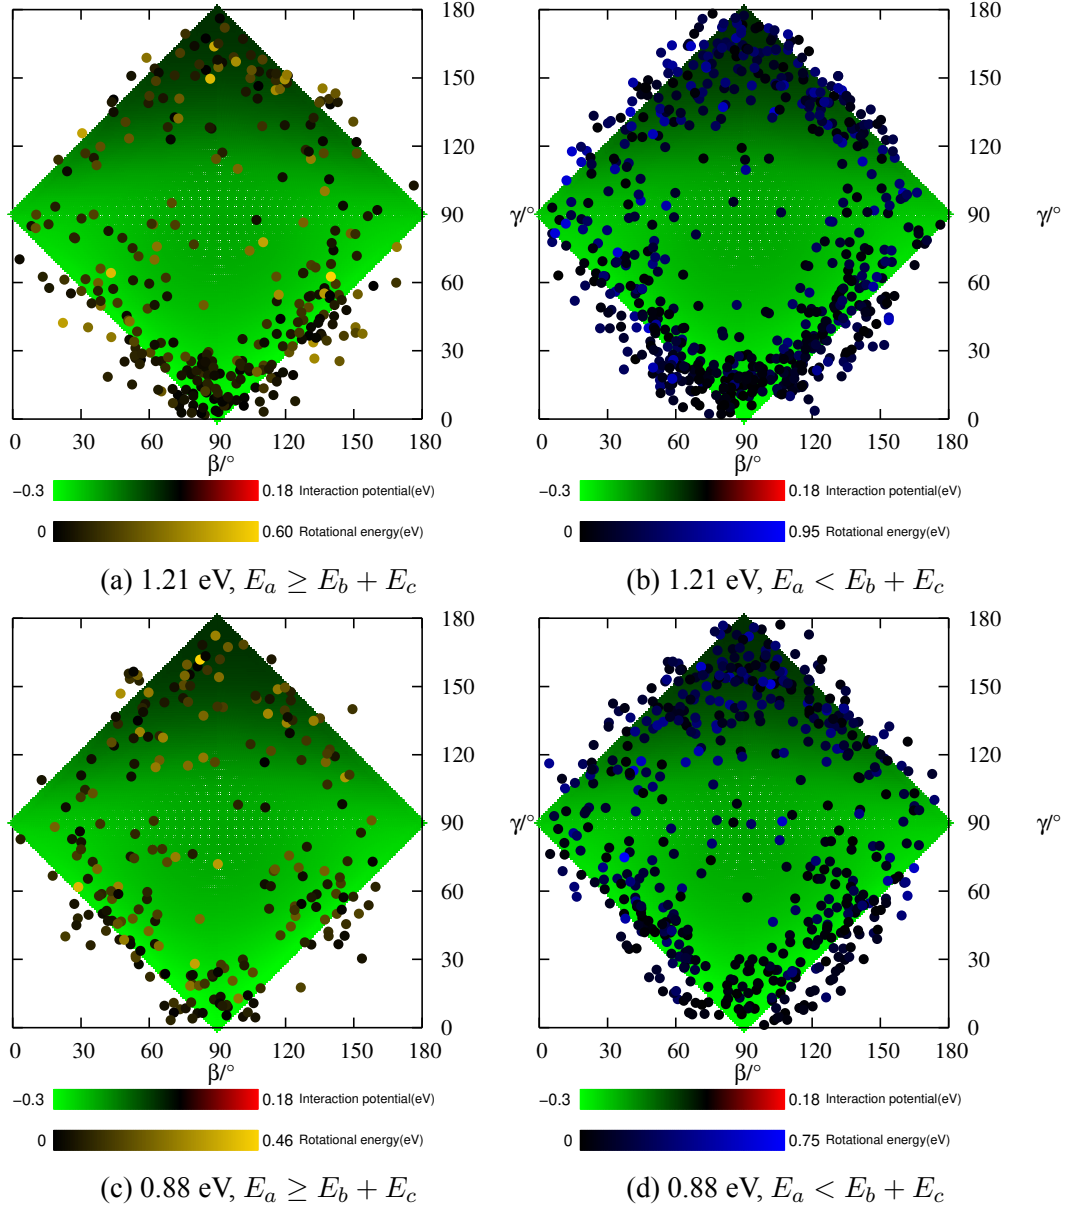 180
150
120
90
60
30
0
γ/°
0 30 60 90 120 150 180
β/°
−0.3 0.18 Interaction potential(eV)
0 0.60 Rotational energy(eV)
(a) 1.21 eV, E_a ≥ E_b + E_c
180
150
120
90
60
30
0
γ/°
0 30 60 90 120 150 180
β/°
−0.3 0.18 Interaction potential(eV)
0 0.95 Rotational energy(eV)
(b) 1.21 eV, E_a < E_b + E_c
180
150
120
90
60
30
0
γ/°
0 30 60 90 120 150 180
β/°
−0.3 0.18 Interaction potential(eV)
0 0.46 Rotational energy(eV)
(c) 0.88 eV, E_a ≥ E_b + E_c
180
150
120
90
60
30
0
γ/°
0 30 60 90 120 150 180
β/°
−0.3 0.18 Interaction potential(eV)
0 0.75 Rotational energy(eV)
(d) 0.88 eV, E_a < E_b + E_c